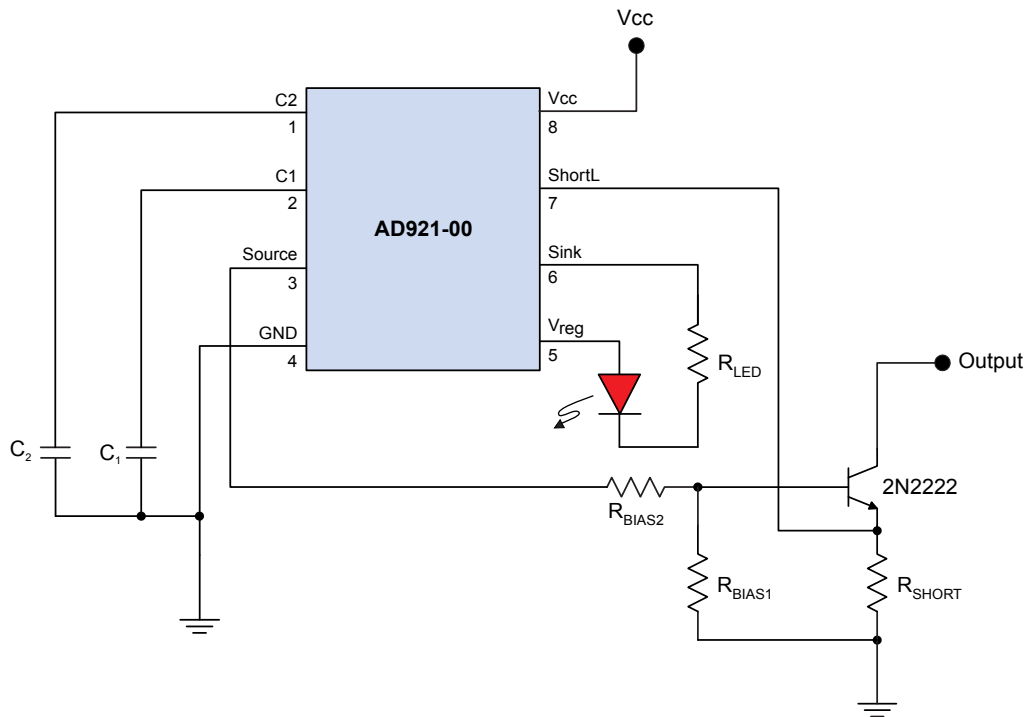 Vcc
C2
1
Vcc
8
C1
2
ShortL
7
AD921-00
Source
3
Sink
6
GND
4
Vreg
5
RLED
Output
C2
C1
2N2222
RBIAS2
RBIAS1
RSHORT